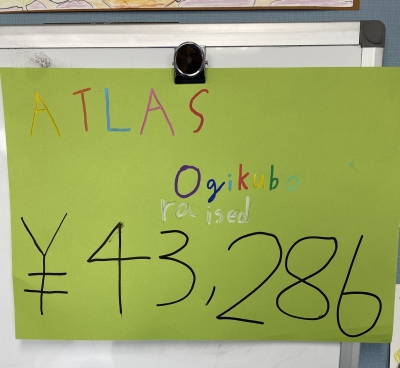 ATLAS
Ogikubo
raised
¥43,286